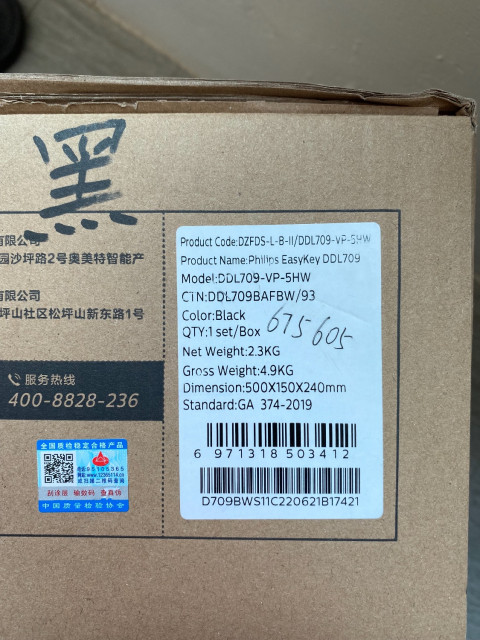 黑
有限公司
园沙坪路2号奥美特智能产
有限公司
坪山社区松坪山新东路1号
服务热线
400-8828-236
Product Code:DZFDS-L-B-II/DDL709-VP-5HW
Product Name:Philips EasyKey DDL709
Model:DDL709-VP-5HW
CTN:DDL709BAFBW/93
Color:Black
QTY:1 set/Box
675605
Net Weight:2.3KG
Gross Weight:4.9KG
Dimension:500X150X240mm
Standard:GA 374-2019
6 971318 503412
D709BWS11C220621B17421
全国质检稳定合格产品
95105365
刮涂层 输数码 查真伪
中国质量检验协会